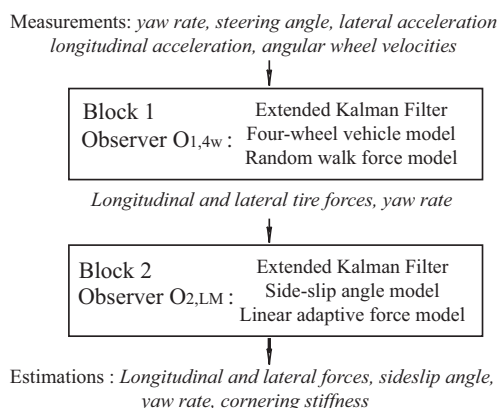 Measurements: yaw rate, steering angle, lateral acceleration
longitudinal acceleration, angular wheel velocities
Block 1
Observer O1,4w :
Extended Kalman Filter
Four-wheel vehicle model
Random walk force model
Longitudinal and lateral tire forces, yaw rate
Block 2
Observer O2,LM :
Extended Kalman Filter
Side-slip angle model
Linear adaptive force model
Estimations : Longitudinal and lateral forces, sideslip angle,
yaw rate, cornering stiffness